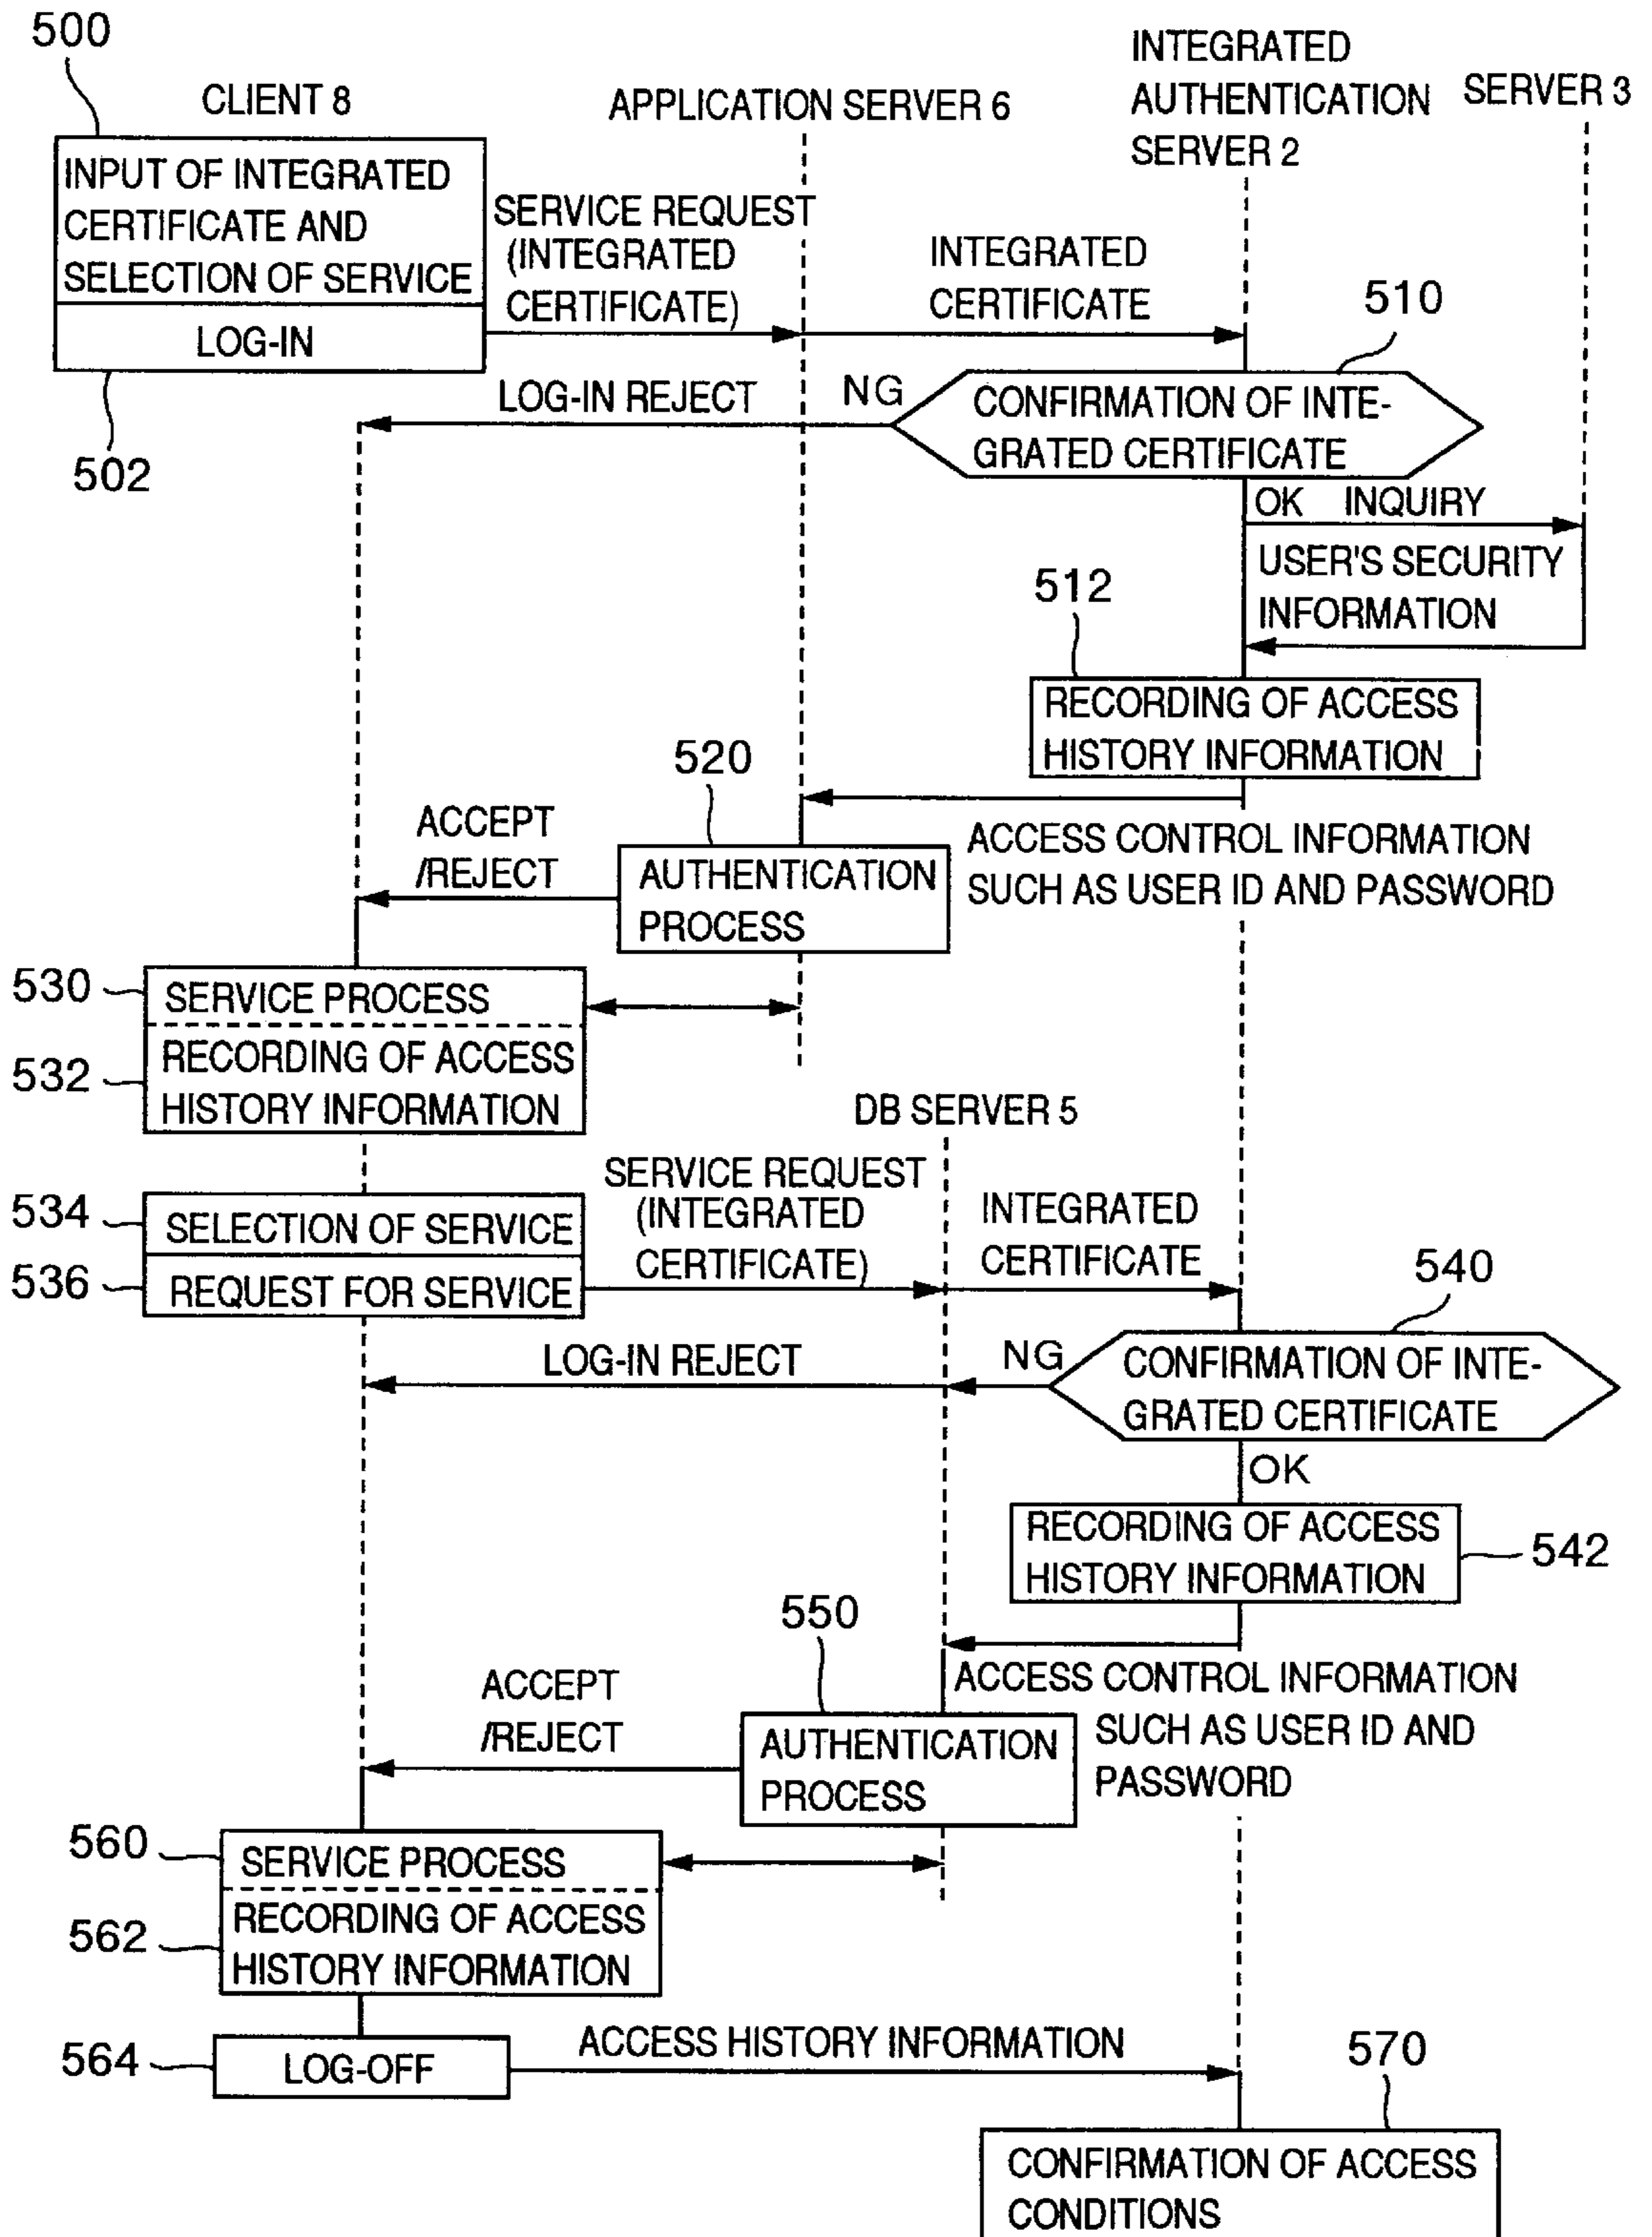 500
CLIENT 8
APPLICATION SERVER 6
INTEGRATED
AUTHENTICATION
SERVER 2
SERVER 3
INPUT OF INTEGRATED
CERTIFICATE AND
SELECTION OF SERVICE
LOG-IN
502
SERVICE REQUEST
(INTEGRATED
CERTIFICATE)
INTEGRATED
CERTIFICATE
510
LOG-IN REJECT
NG
CONFIRMATION OF INTE-
GRATED CERTIFICATE
OK
INQUIRY
USER'S SECURITY
INFORMATION
512
RECORDING OF ACCESS
HISTORY INFORMATION
520
ACCEPT
/REJECT
AUTHENTICATION
PROCESS
ACCESS CONTROL INFORMATION
SUCH AS USER ID AND PASSWORD
530
SERVICE PROCESS
532
RECORDING OF ACCESS
HISTORY INFORMATION
DB SERVER 5
534
SELECTION OF SERVICE
536
REQUEST FOR SERVICE
SERVICE REQUEST
(INTEGRATED
CERTIFICATE)
INTEGRATED
CERTIFICATE
540
LOG-IN REJECT
NG
CONFIRMATION OF INTE-
GRATED CERTIFICATE
OK
RECORDING OF ACCESS
HISTORY INFORMATION
542
550
ACCEPT
/REJECT
AUTHENTICATION
PROCESS
ACCESS CONTROL INFORMATION
SUCH AS USER ID AND
PASSWORD
560
SERVICE PROCESS
562
RECORDING OF ACCESS
HISTORY INFORMATION
564
LOG-OFF
ACCESS HISTORY INFORMATION
570
CONFIRMATION OF ACCESS
CONDITIONS